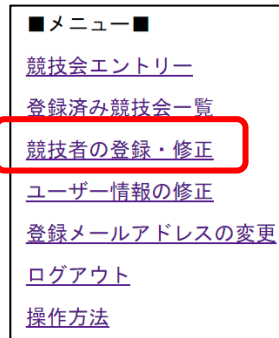 ■メニュー■
競技会エントリー
登録済み競技会一覧
競技者の登録・修正
ユーザー情報の修正
登録メールアドレスの変更
ログアウト
操作方法